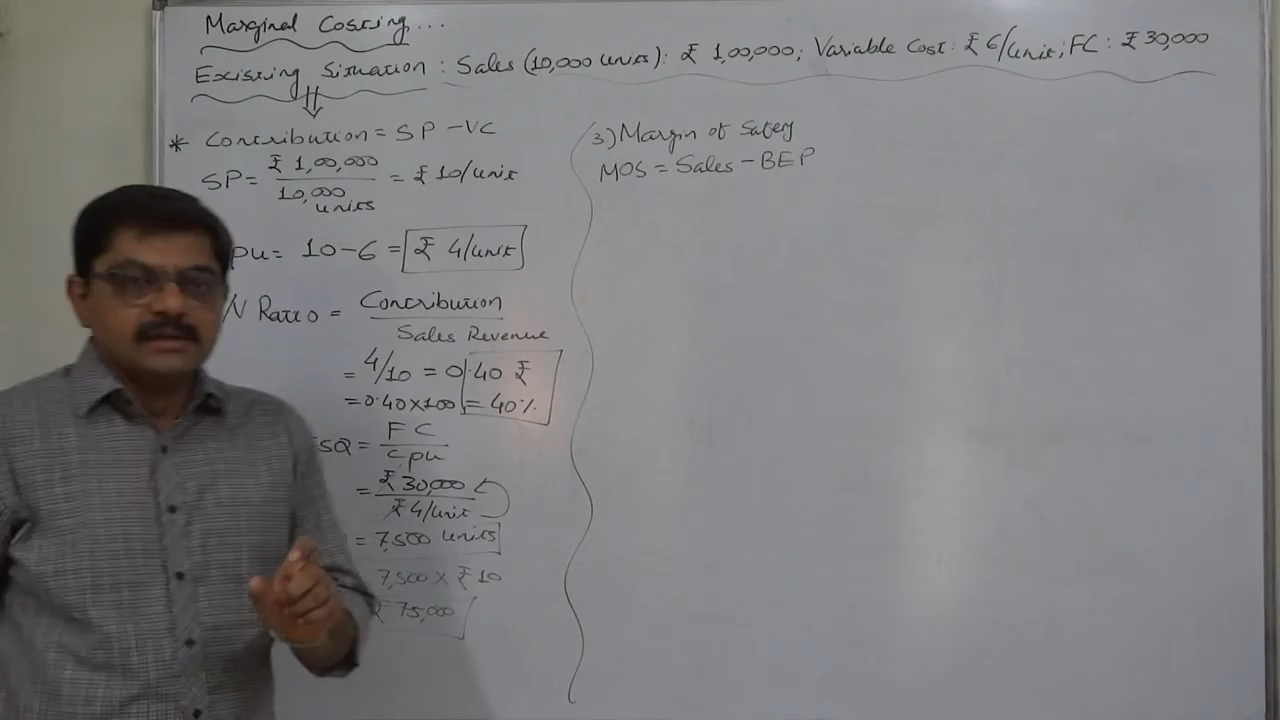 Marginal Costing...
Existing Situation : Sales (10,000 units): ₹ 1,00,000; Variable Cost: ₹ 6/unit; FC: ₹ 30,000
* Contribution = SP - VC
SP = ₹ 1,00,000 / 10,000 units = ₹ 10/unit
pu = 10 - 6 = ₹ 4/unit
V Ratio = Contribution / Sales Revenue
= 4/10 = 0.40 ₹
= 0.40 x 100 = 40%
SQ = FC / Cpu
= ₹ 30,000 / ₹ 4/unit
= 7,500 units
7,500 x ₹ 10
₹ 75,000
3) Margin of Safety
MOS = Sales - BEP